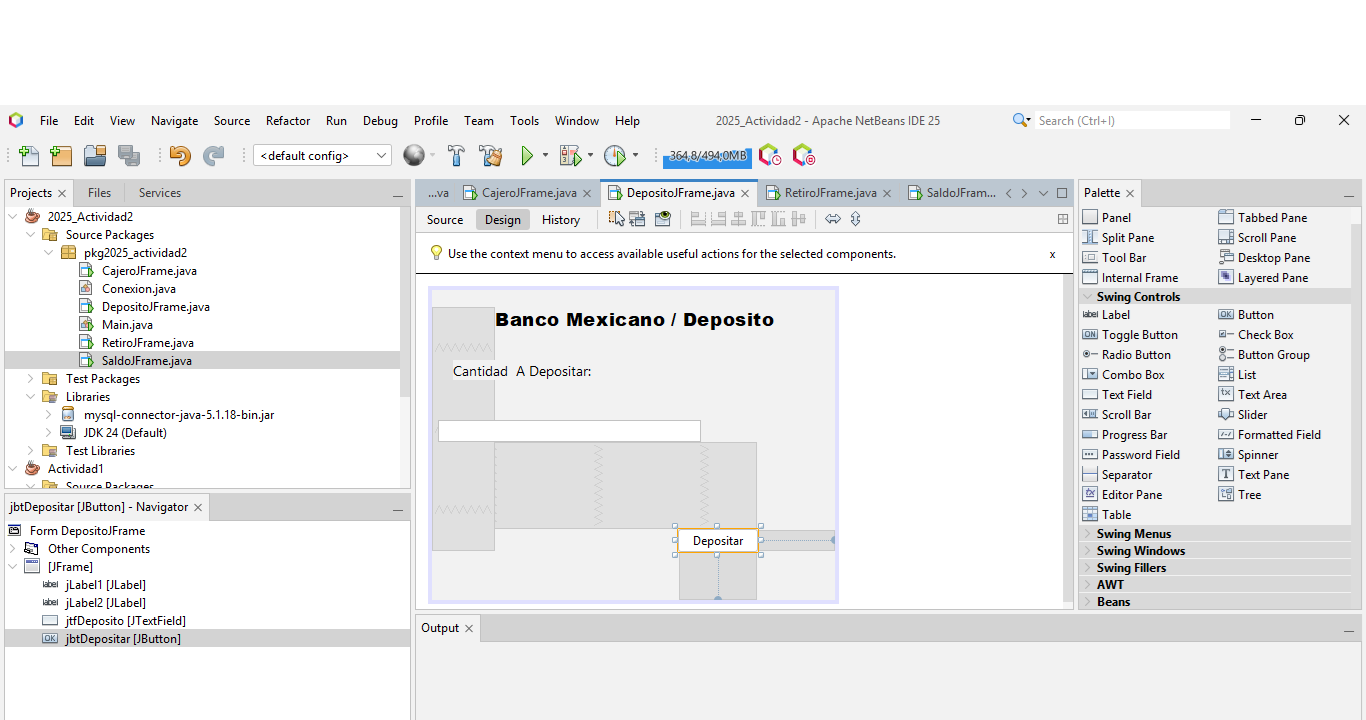 File Edit View Navigate Source Refactor Run Debug Profile Team Tools Window Help
2025_Actividad2 - Apache NetBeans IDE 25
Search (Ctrl+I)
<default config>
364,8/494,0MB
Projects
Files
Services
2025_Actividad2
Source Packages
pkg2025_actividad2
CajeroJFrame.java
Conexion.java
DepositoJFrame.java
Main.java
RetiroJFrame.java
SaldoJFrame.java
Test Packages
Libraries
mysql-connector-java-5.1.18-bin.jar
JDK 24 (Default)
Test Libraries
Actividad1
Source Packages
jbtDepositar [JButton] - Navigator
Form DepositoJFrame
Other Components
[JFrame]
label jLabel1 [JLabel]
label jLabel2 [JLabel]
jtfDeposito [JTextField]
OK jbtDepositar [JButton]
...va
CajeroJFrame.java
DepositoJFrame.java
RetiroJFrame.java
SaldoJFram...
Source Design History
Use the context menu to access available useful actions for the selected components.
x
Banco Mexicano / Deposito
Cantidad  A Depositar:
Depositar
Output
Palette
Panel Tabbed Pane
Split Pane Scroll Pane
Tool Bar Desktop Pane
Internal Frame Layered Pane
Swing Controls
label Label OK Button
ON Toggle Button Check Box
Radio Button Button Group
Combo Box List
Text Field Text Area
Scroll Bar Slider
Progress Bar Formatted Field
Password Field Spinner
Separator T Text Pane
Editor Pane Tree
Table
Swing Menus
Swing Windows
Swing Fillers
AWT
Beans